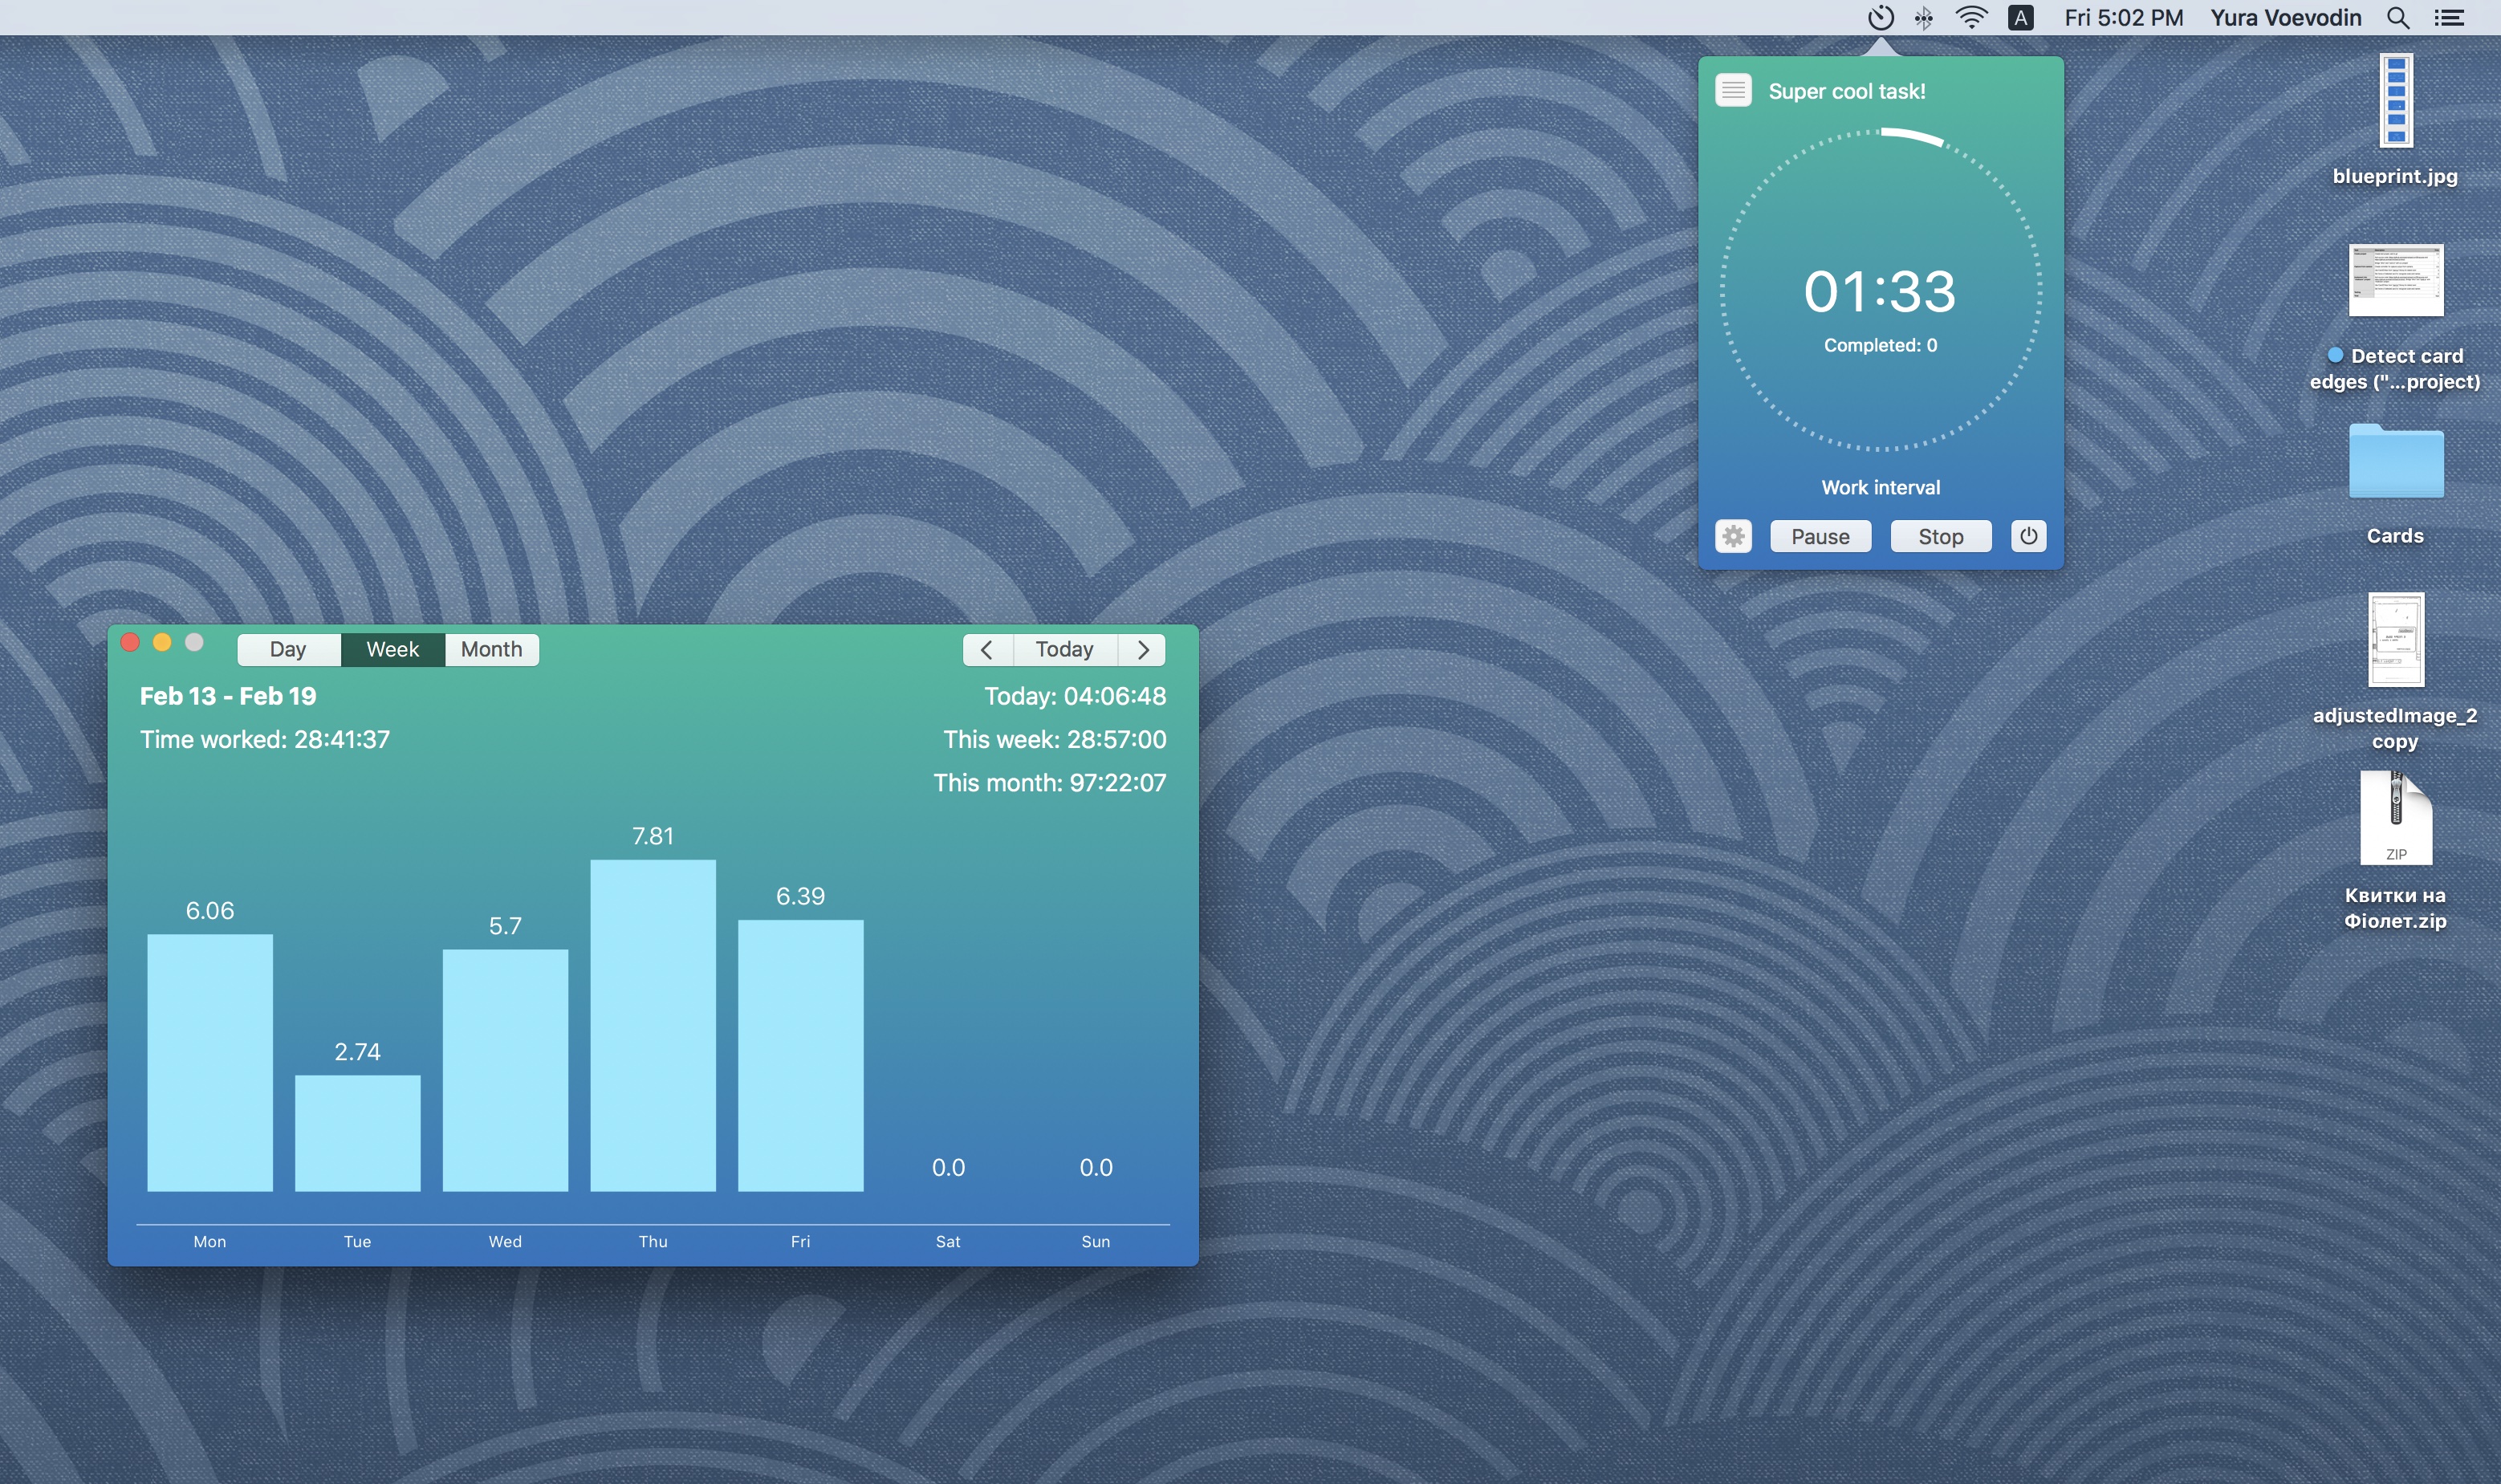 A
Fri 5:02 PM
Yura Voevodin
Super cool task!
01:33
Completed: 0
Work interval
Pause
Stop
blueprint.jpg
Detect card
edges ("...project)
Cards
adjustedImage_2
copy
ZIP
Квитки на
Фіолет.zip
Day
Week
Month
Today
Feb 13 - Feb 19
Today: 04:06:48
Time worked: 28:41:37
This week: 28:57:00
This month: 97:22:07
6.06
2.74
5.7
7.81
6.39
0.0
0.0
Mon
Tue
Wed
Thu
Fri
Sat
Sun